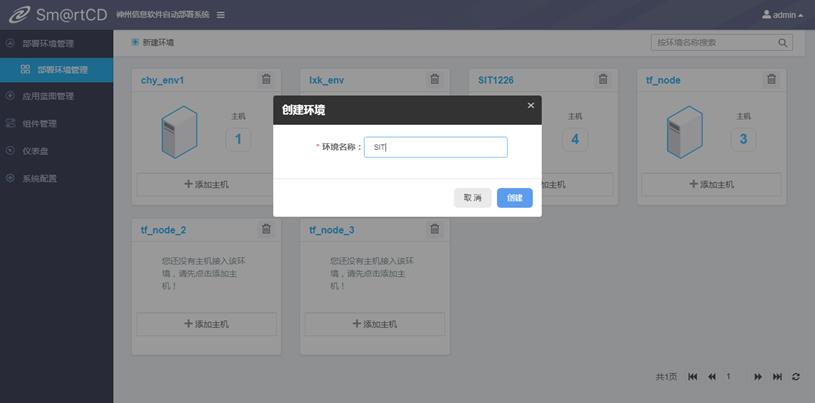 Sm@rtCD 神州信息软件自动部署系统 admin
部署环境管理
部署环境管理
应用蓝图管理
组件管理
仪表盘
系统配置
新建环境 按环境名称搜索
chy_env1 lxk_env SIT1226 tf_node
主机 主机 主机
1 4 3
添加主机 添加主机 添加主机
创建环境
* 环境名称： SIT
取消 创建
tf_node_2 tf_node_3
您还没有主机接入该环境，请先点击添加主机！
您还没有主机接入该环境，请先点击添加主机！
添加主机 添加主机
共1页 1